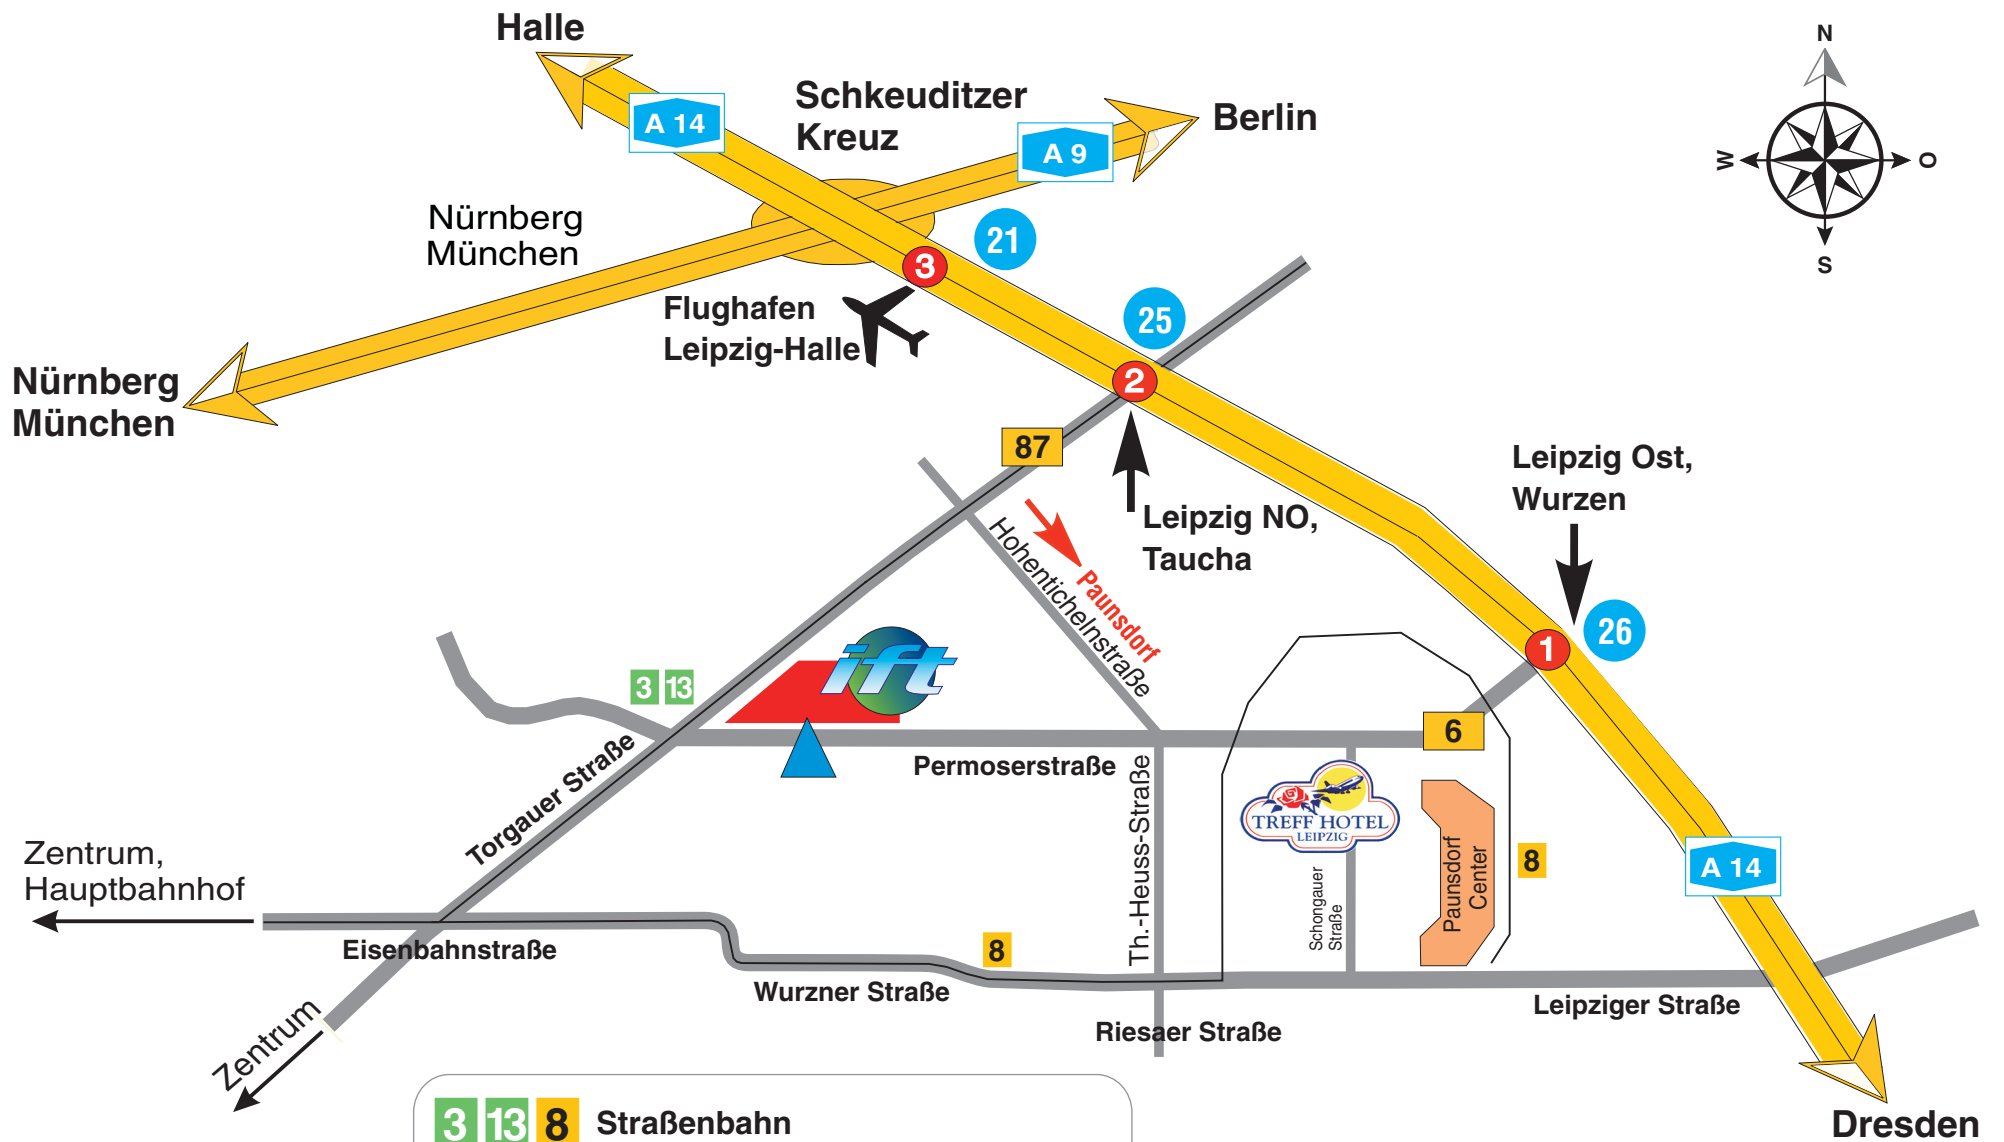 Halle
A 14
Schkeuditzer
Kreuz
A 9
Berlin
N
W
O
S
Nürnberg
München
21
3
Flughafen
Leipzig-Halle
25
2
Nürnberg
München
87
Leipzig NO,
Taucha
Leipzig Ost,
Wurzen
Hohentichelnstraße
Paunsdorf
1
26
3 13
ift
6
Permoserstraße
Torgauer Straße
Th.-Heuss-Straße
TREFF HOTEL
LEIPZIG
Schongauer
Straße
Paunsdorf
Center
8
A 14
Zentrum,
Hauptbahnhof
Eisenbahnstraße
8
Wurzner Straße
Riesaer Straße
Leipziger Straße
Zentrum
3 13 8 Straßenbahn
Dresden